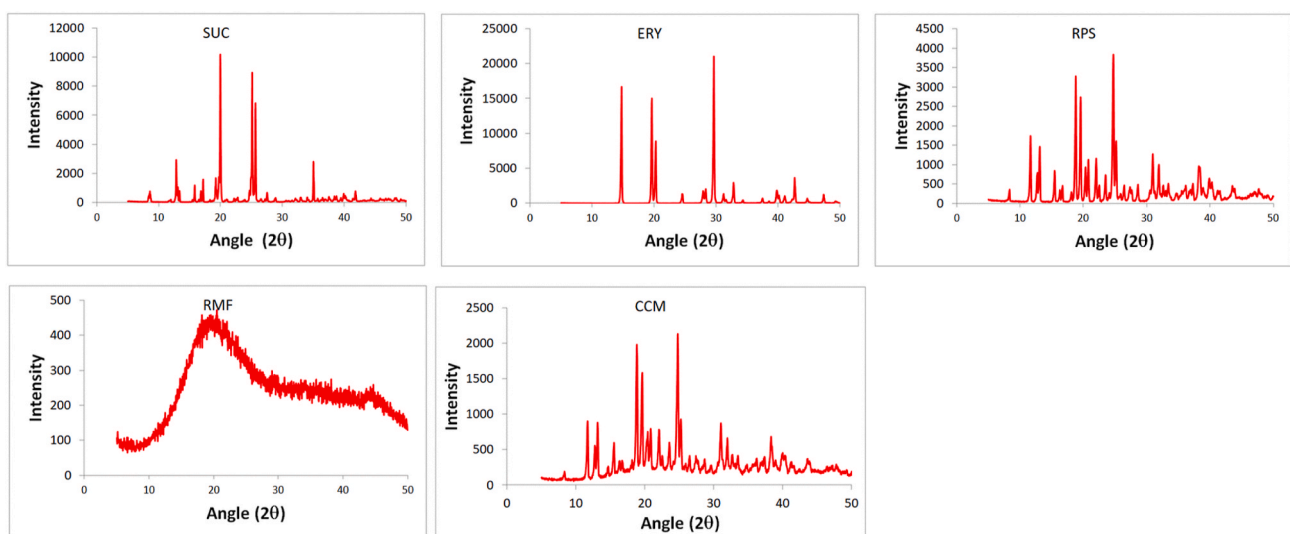 SUC
12000
10000
8000
6000
4000
2000
0
Intensity
0 10 20 30 40 50
Angle (2θ)
ERY
25000
20000
15000
10000
5000
0
Intensity
0 10 20 30 40 50
Angle (2θ)
RPS
4500
4000
3500
3000
2500
2000
1500
1000
500
0
Intensity
0 10 20 30 40 50
Angle (2θ)
RMF
500
400
300
200
100
0
Intensity
0 10 20 30 40 50
Angle (2θ)
CCM
2500
2000
1500
1000
500
0
Intensity
0 10 20 30 40 50
Angle (2θ)